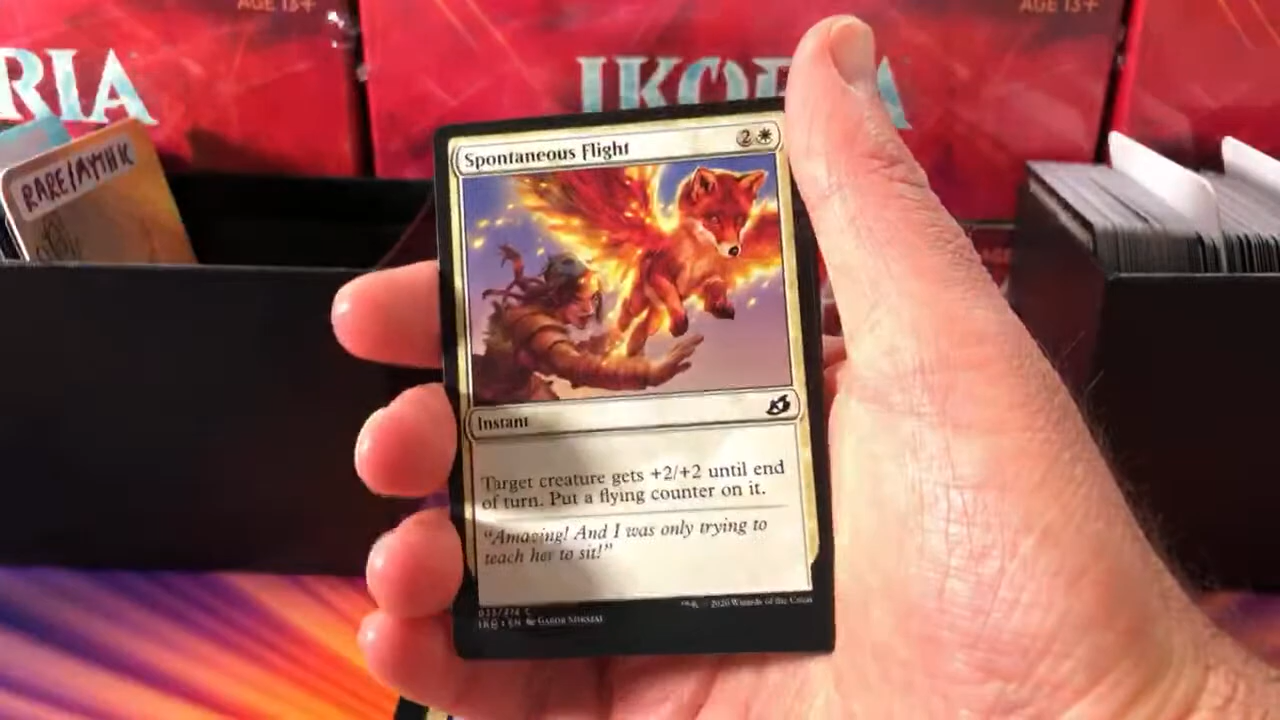 AGE 13+
AGE 13+
RIA
IKORIA
RARE/MYTHIC
Spontaneous Flight
2
Instant
Target creature gets +2/+2 until end
of turn. Put a flying counter on it.
"Amazing! And I was only trying to
teach her to sit!"
C
2020 Wizards of the Coast
IKO • EN